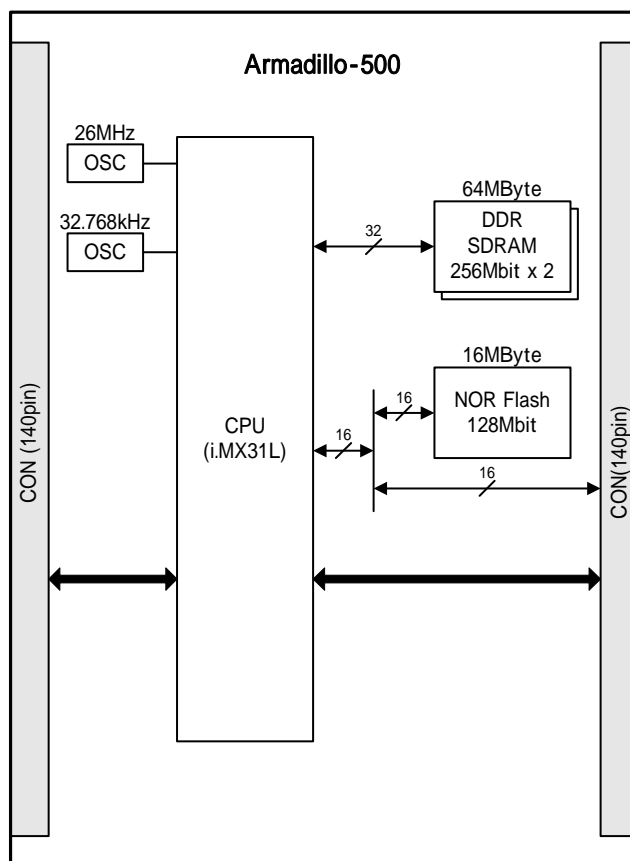 Armadillo-500
26MHz
OSC
32.768kHz
OSC
64MByte
DDR
SDRAM
256Mbit x 2
32
16MByte
NOR Flash
128Mbit
16
16
16
CPU
(i.MX31L)
CON (140pin)
CON(140pin)